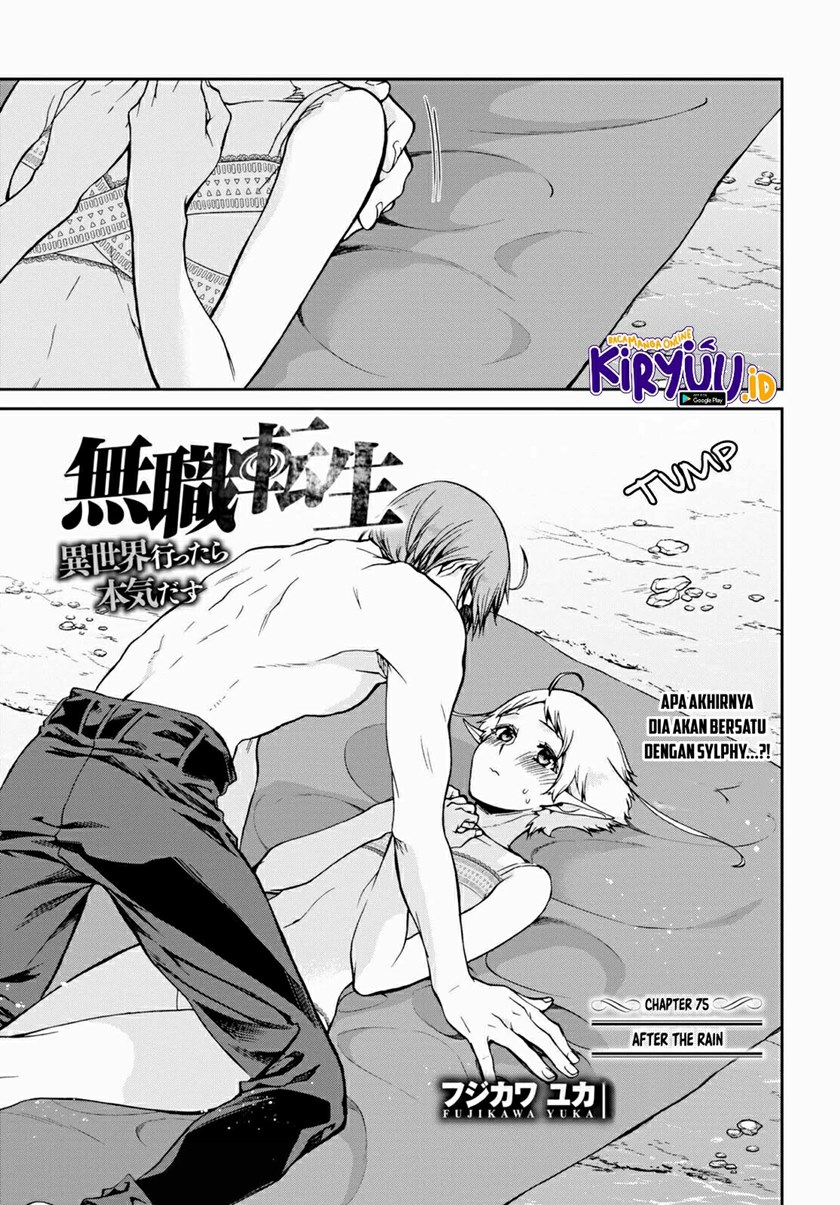 BACA MANGA ONLINE
KIRYUU.ID
Google Play
無職転生
異世界行ったら
本気だす
TUMP
APA AKHIRNYA
DIA AKAN BERSATU
DENGAN SYLPHY...?!
CHAPTER 75
AFTER THE RAIN
フジカワ ユカ
FUJIKAWA YUKA